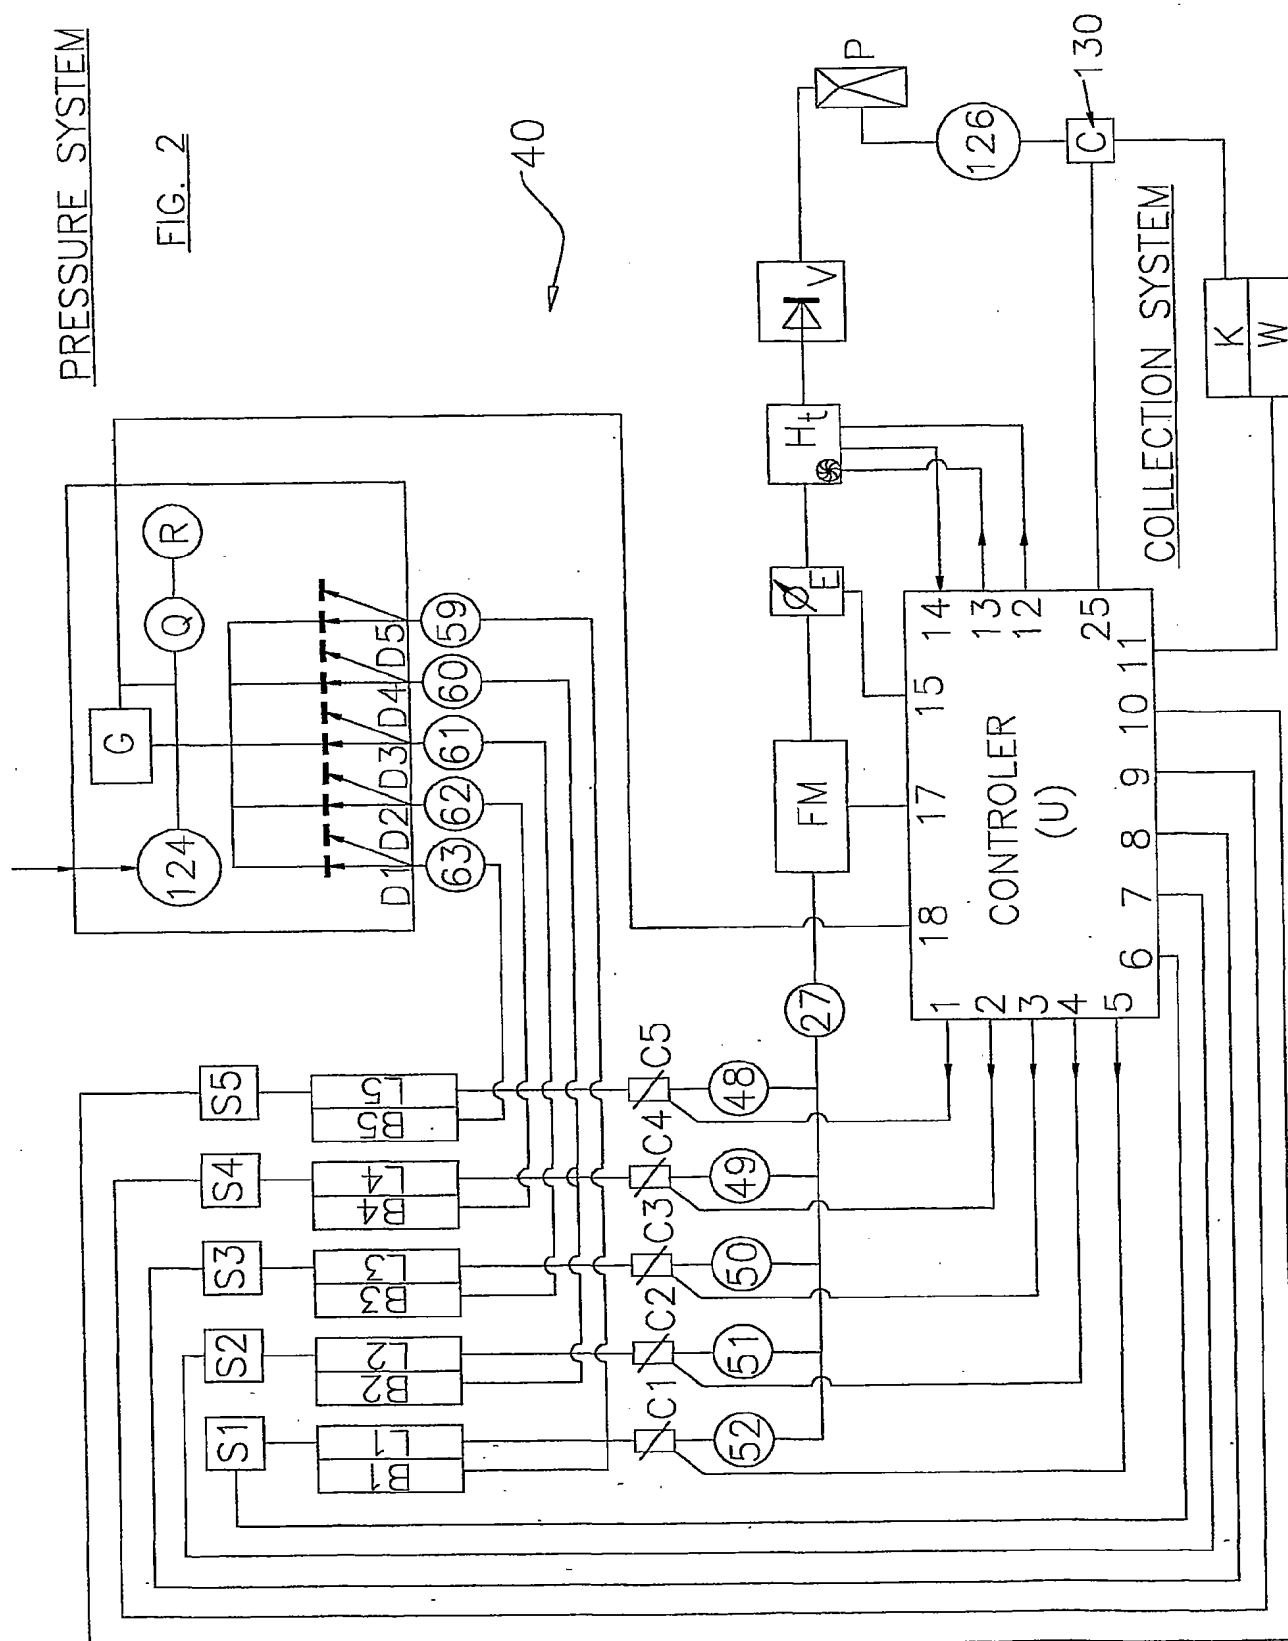 PRESSURE SYSTEM
FIG. 2
40
S5
S4
S3
S2
S1
L5
B5
L4
B4
L3
B3
L2
B2
L1
B1
124
G
Q
R
D1
D2
D3
D4
D5
63
62
61
60
59
C5
C4
C3
C2
C1
48
49
50
51
52
27
FM
E
Ht
V
P
126
C
130
COLLECTION SYSTEM
K
W
CONTROLER
(U)
1
2
3
4
5
6
7
8
9
10
11
25
12
13
14
15
17
18